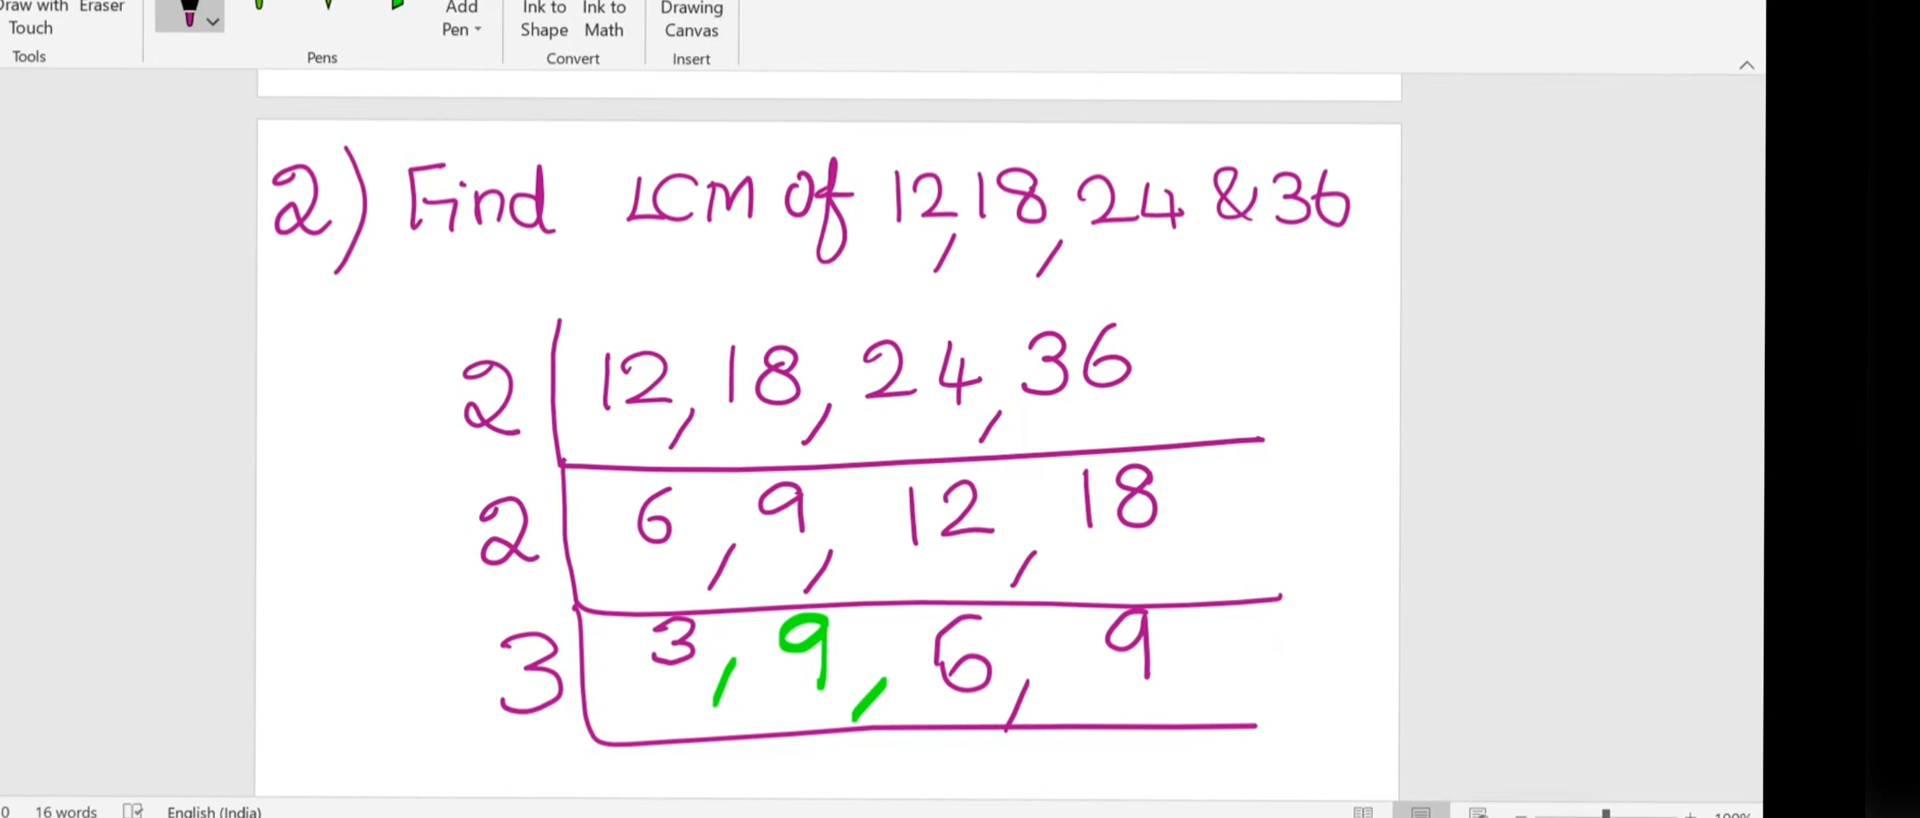 Draw with Eraser Add Ink to Ink to Drawing
Touch Pen Shape Math Canvas
Tools Pens Convert Insert
2) Find LCM of 12, 18, 24 & 36
2 12, 18, 24, 36
2 6, 9, 12, 18
3 3, 9, 6, 9
0 16 words English (India) 100%